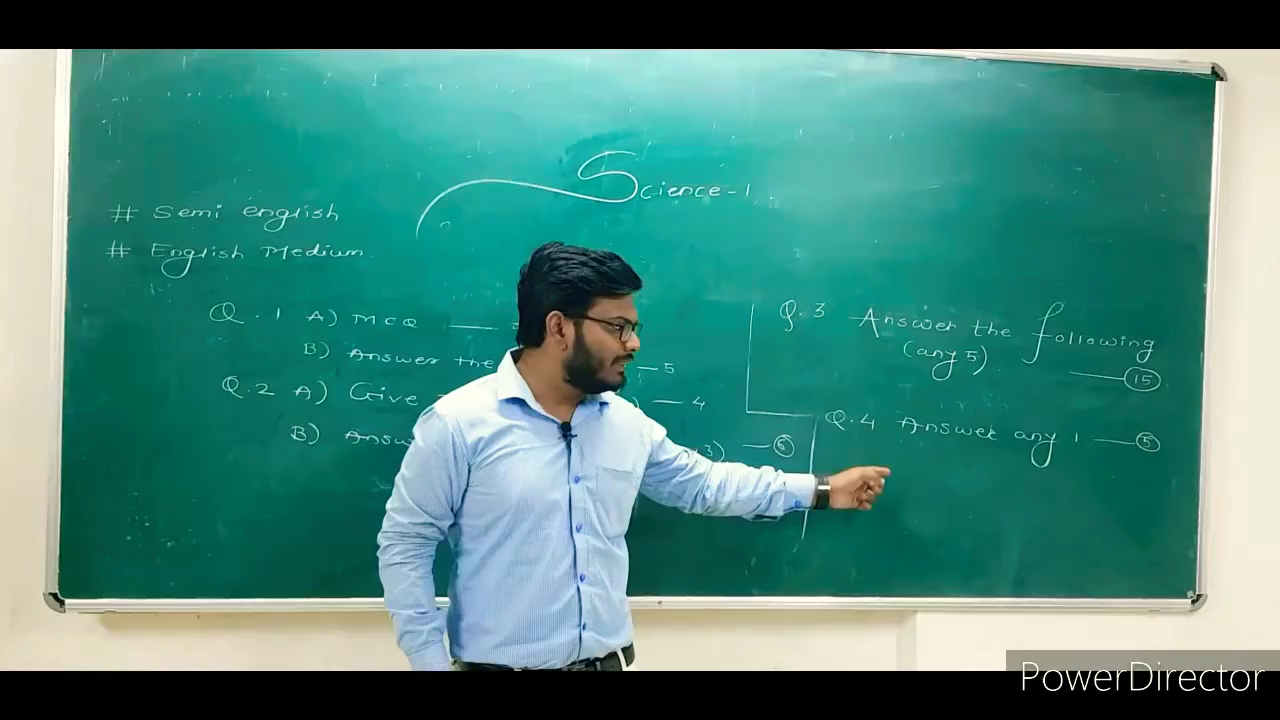 Science-1
# Semi english
# English Medium
Q.1 A) MCQ —
B) Answer the — 5
Q.2 A) Give — 4
B) 3) — 6
Q.3 Answer the following
(any 5)
— 15
Q.4 Answer any 1 — 5
PowerDirector